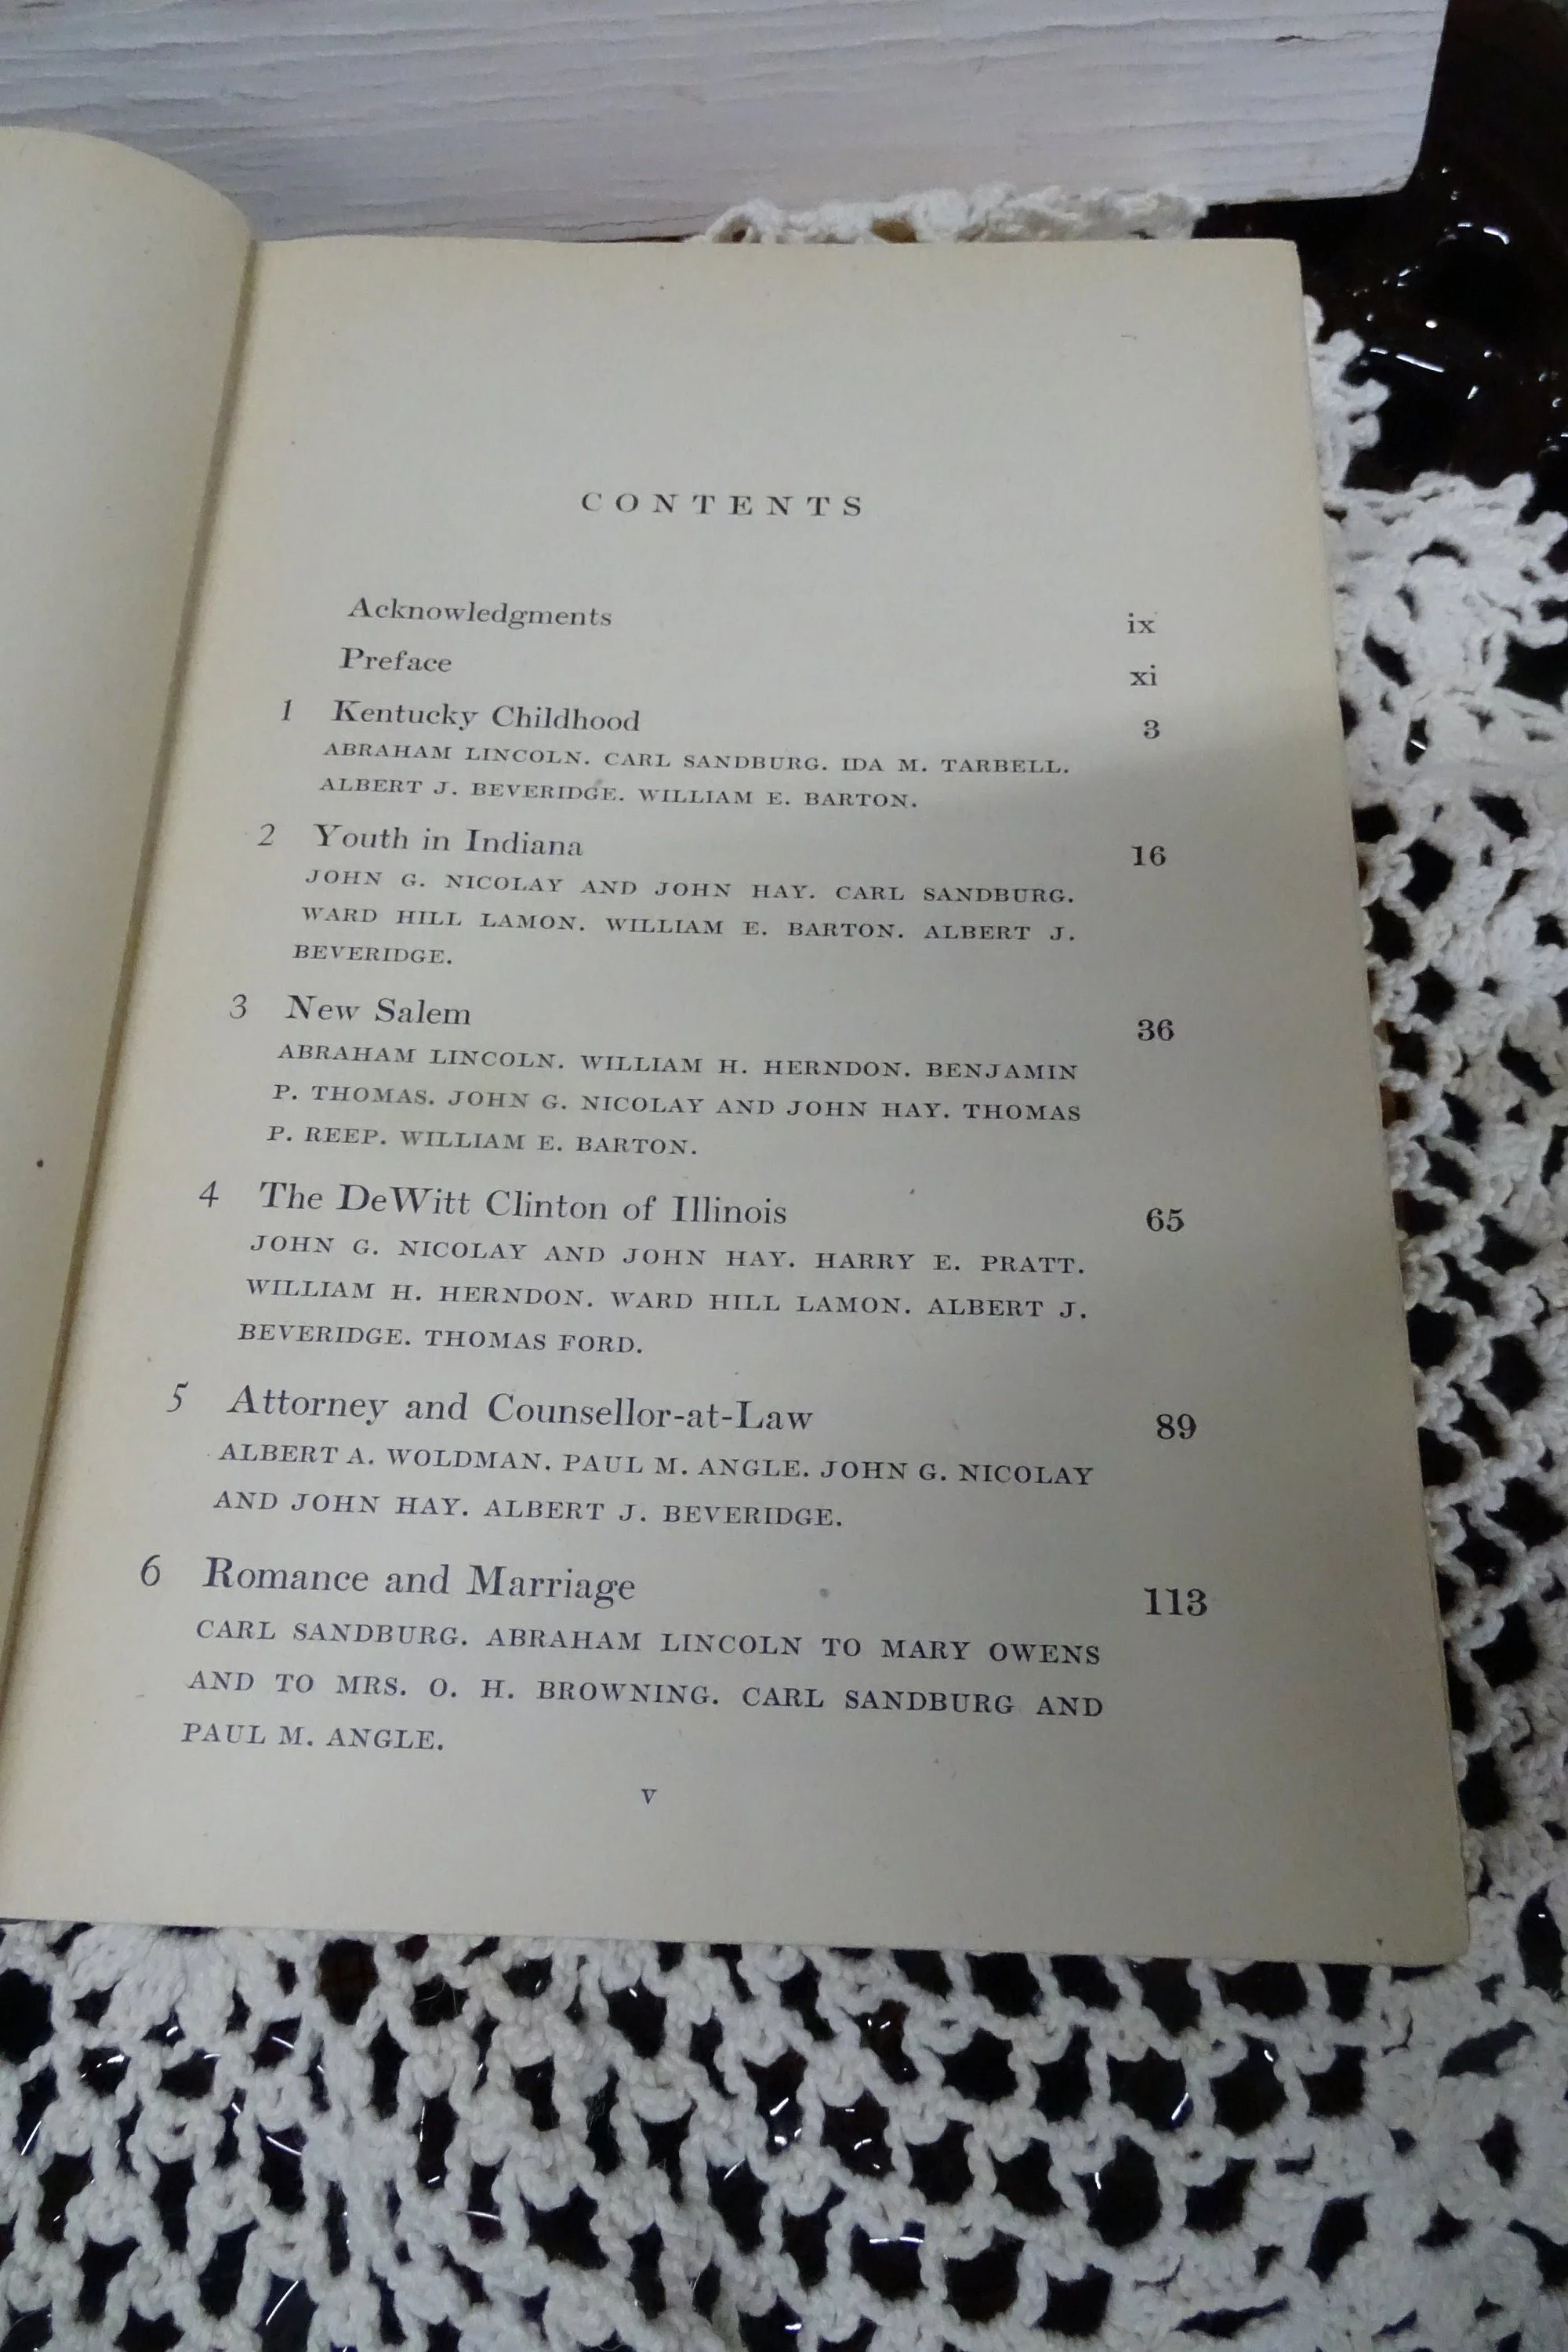 CONTENTS
Acknowledgments ix
Preface xi
1 Kentucky Childhood 3
ABRAHAM LINCOLN. CARL SANDBURG. IDA M. TARBELL.
ALBERT J. BEVERIDGE. WILLIAM E. BARTON.
2 Youth in Indiana 16
JOHN G. NICOLAY AND JOHN HAY. CARL SANDBURG.
WARD HILL LAMON. WILLIAM E. BARTON. ALBERT J.
BEVERIDGE.
3 New Salem 36
ABRAHAM LINCOLN. WILLIAM H. HERNDON. BENJAMIN
P. THOMAS. JOHN G. NICOLAY AND JOHN HAY. THOMAS
P. REEP. WILLIAM E. BARTON.
4 The DeWitt Clinton of Illinois 65
JOHN G. NICOLAY AND JOHN HAY. HARRY E. PRATT.
WILLIAM H. HERNDON. WARD HILL LAMON. ALBERT J.
BEVERIDGE. THOMAS FORD.
5 Attorney and Counsellor-at-Law 89
ALBERT A. WOLDMAN. PAUL M. ANGLE. JOHN G. NICOLAY
AND JOHN HAY. ALBERT J. BEVERIDGE.
6 Romance and Marriage 113
CARL SANDBURG. ABRAHAM LINCOLN TO MARY OWENS
AND TO MRS. O. H. BROWNING. CARL SANDBURG AND
PAUL M. ANGLE.
v